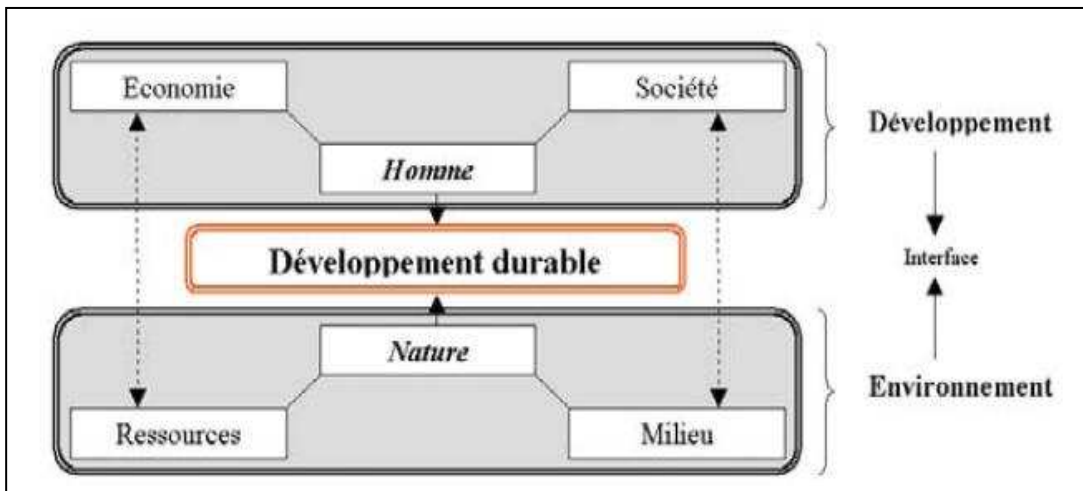 Economie
Société
Homme
Développement
Développement durable
Interface
Nature
Environnement
Ressources
Milieu